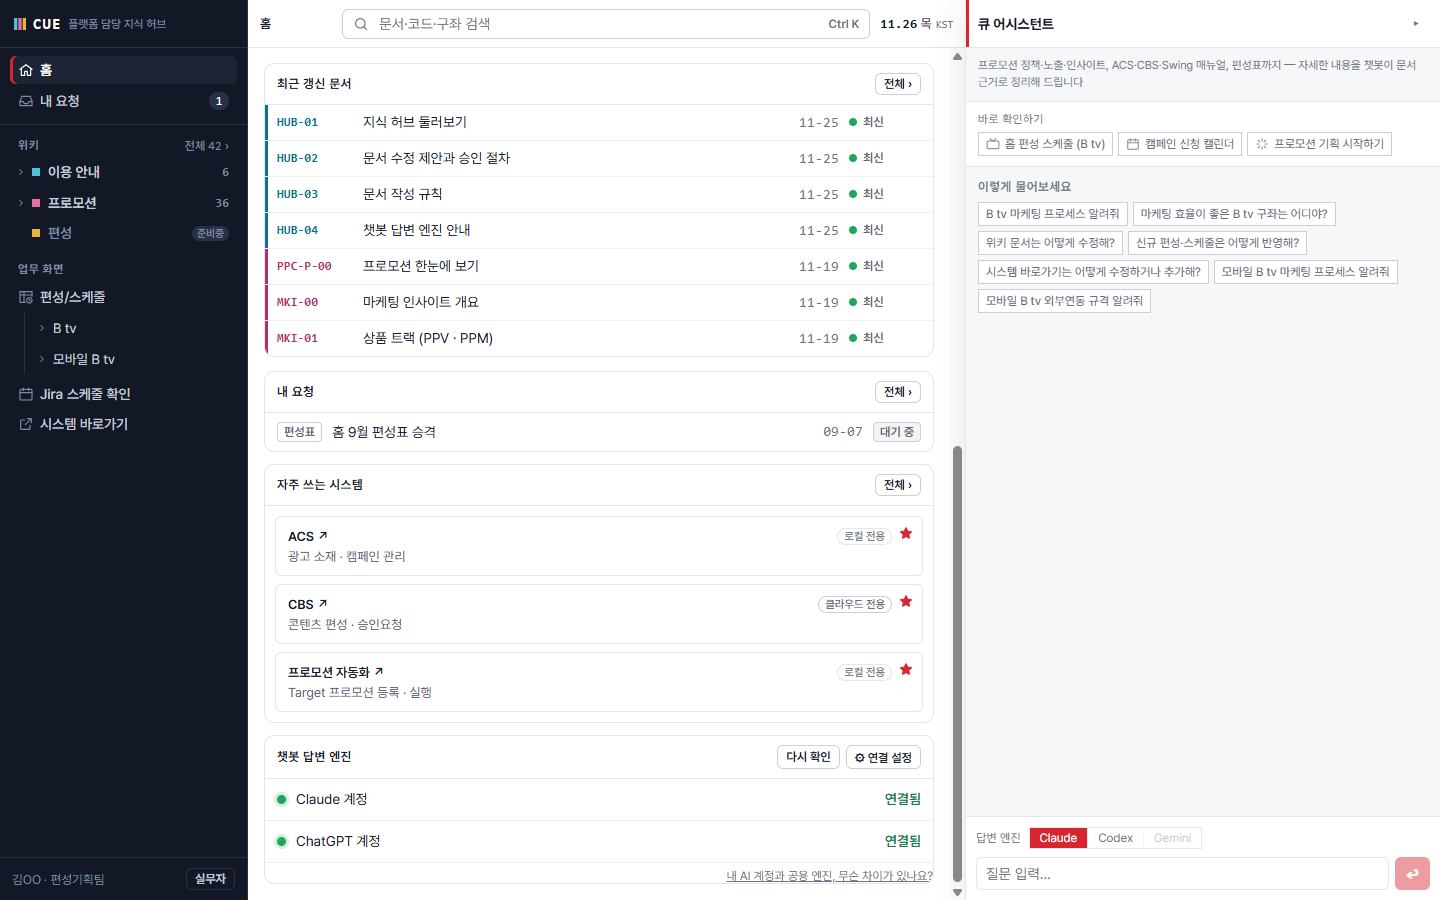 CUE 플랫폼 담당 지식 허브
홈
내 요청 1
위키 전체 42 ›
이용 안내 6
프로모션 36
편성 준비중
업무 화면
편성/스케줄
B tv
모바일 B tv
Jira 스케줄 확인
시스템 바로가기
김OO · 편성기획팀 실무자
홈 문서·코드·구좌 검색 Ctrl K 11.26 목 KST
최근 갱신 문서 전체 ›
HUB-01 지식 허브 둘러보기 11-25 최신
HUB-02 문서 수정 제안과 승인 절차 11-25 최신
HUB-03 문서 작성 규칙 11-25 최신
HUB-04 챗봇 답변 엔진 안내 11-25 최신
PPC-P-00 프로모션 한눈에 보기 11-19 최신
MKI-00 마케팅 인사이트 개요 11-19 최신
MKI-01 상품 트랙 (PPV · PPM) 11-19 최신
내 요청 전체 ›
편성표 홈 9월 편성표 승격 09-07 대기 중
자주 쓰는 시스템 전체 ›
ACS ↗ 로컬 전용 ★
광고 소재 · 캠페인 관리
CBS ↗ 클라우드 전용 ★
콘텐츠 편성 · 승인요청
프로모션 자동화 ↗ 로컬 전용 ★
Target 프로모션 등록 · 실행
챗봇 답변 엔진 다시 확인 ⚙ 연결 설정
Claude 계정 연결됨
ChatGPT 계정 연결됨
내 AI 계정과 공용 엔진, 무슨 차이가 있나요?
큐 어시스턴트
프로모션 정책·노출·인사이트, ACS·CBS·Swing 매뉴얼, 편성표까지 — 자세한 내용을 챗봇이 문서
근거로 정리해 드립니다
바로 확인하기
홈 편성 스케줄 (B tv) 캠페인 신청 캘린더 프로모션 기획 시작하기
이렇게 물어보세요
B tv 마케팅 프로세스 알려줘 마케팅 효율이 좋은 B tv 구좌는 어디야?
위키 문서는 어떻게 수정해? 신규 편성·스케줄은 어떻게 반영해?
시스템 바로가기는 어떻게 수정하거나 추가해? 모바일 B tv 마케팅 프로세스 알려줘
모바일 B tv 외부연동 규격 알려줘
답변 엔진 Claude Codex Gemini
질문 입력...